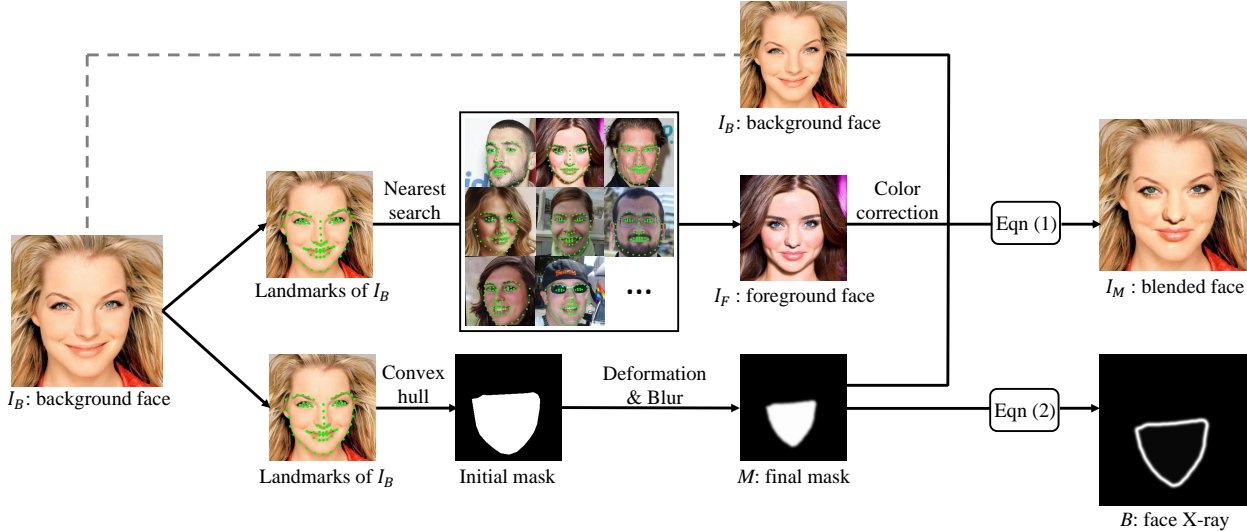 I_B: background face
Nearest
search
Color
correction
Eqn (1)
Landmarks of I_B
I_F : foreground face
I_M : blended face
I_B: background face
Convex
hull
Deformation
& Blur
Eqn (2)
Landmarks of I_B
Initial mask
M: final mask
B: face X-ray